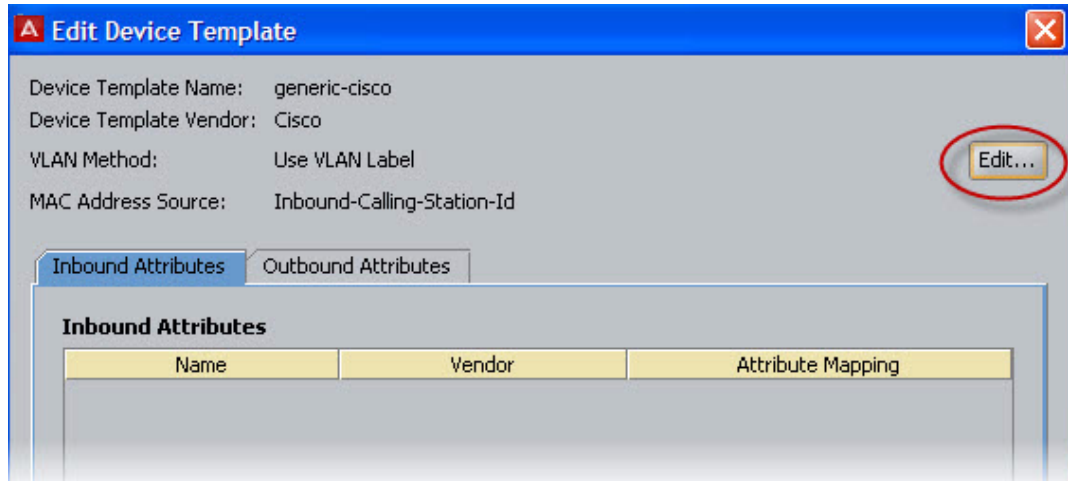 A Edit Device Template
Device Template Name: generic-cisco
Device Template Vendor: Cisco
VLAN Method: Use VLAN Label
Edit...
MAC Address Source: Inbound-Calling-Station-Id
Inbound Attributes Outbound Attributes
Inbound Attributes
Name Vendor Attribute Mapping